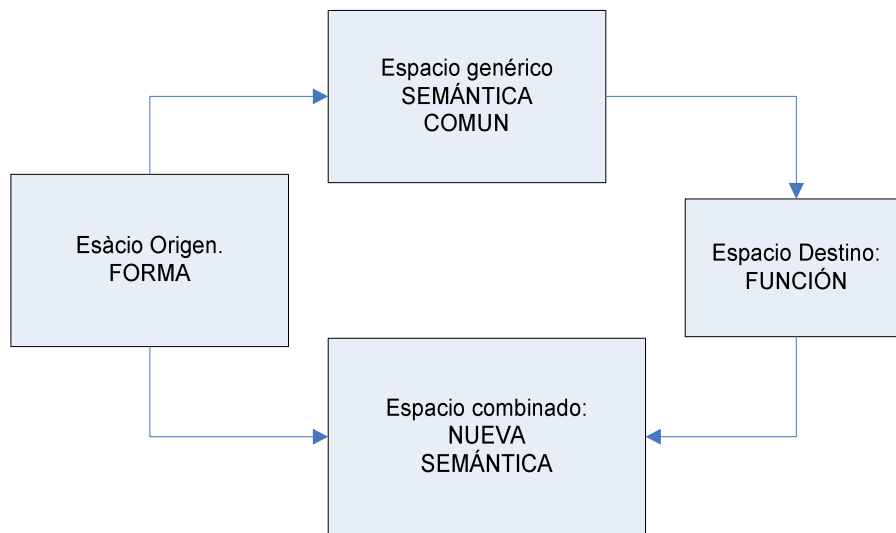 Espacio genérico
SEMÁNTICA
COMUN
Esàcio Origen.
FORMA
Espacio Destino:
FUNCIÓN
Espacio combinado:
NUEVA
SEMÁNTICA